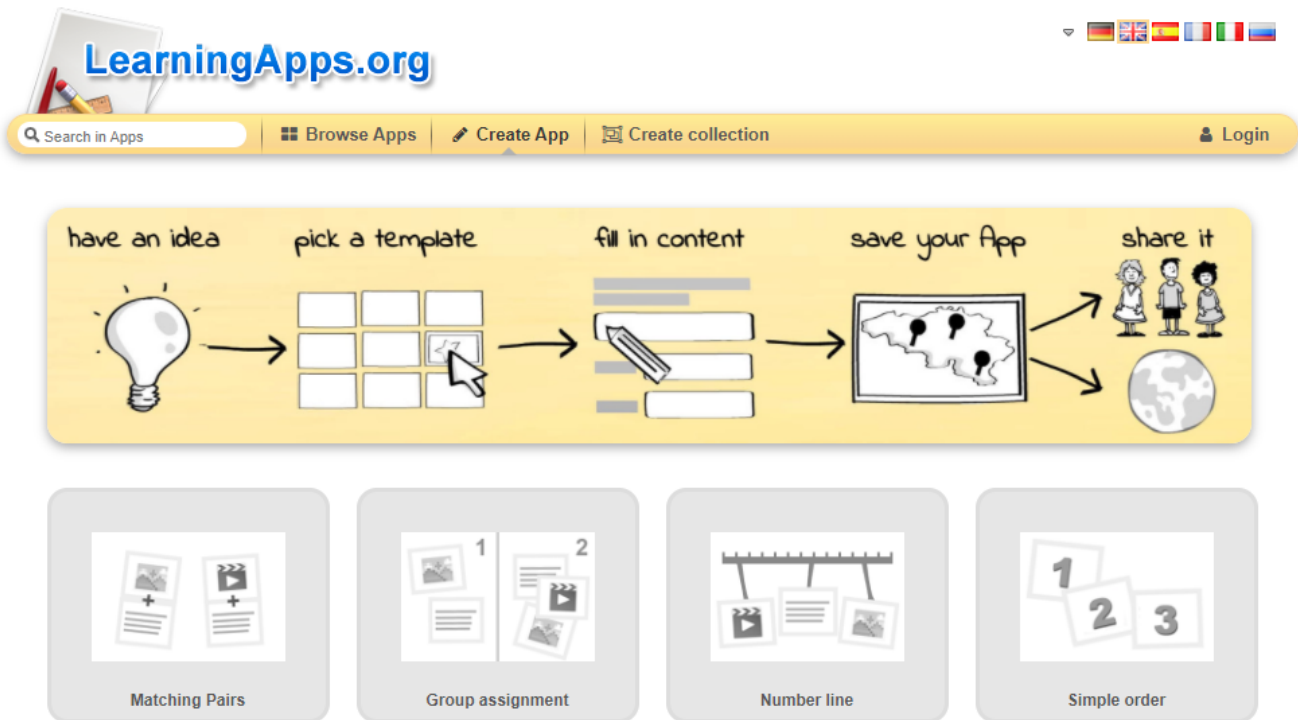 LearningApps.org
Search in Apps
Browse Apps
Create App
Create collection
Login
have an idea
pick a template
fill in content
save your App
share it
1
2
1
2
3
Matching Pairs
Group assignment
Number line
Simple order